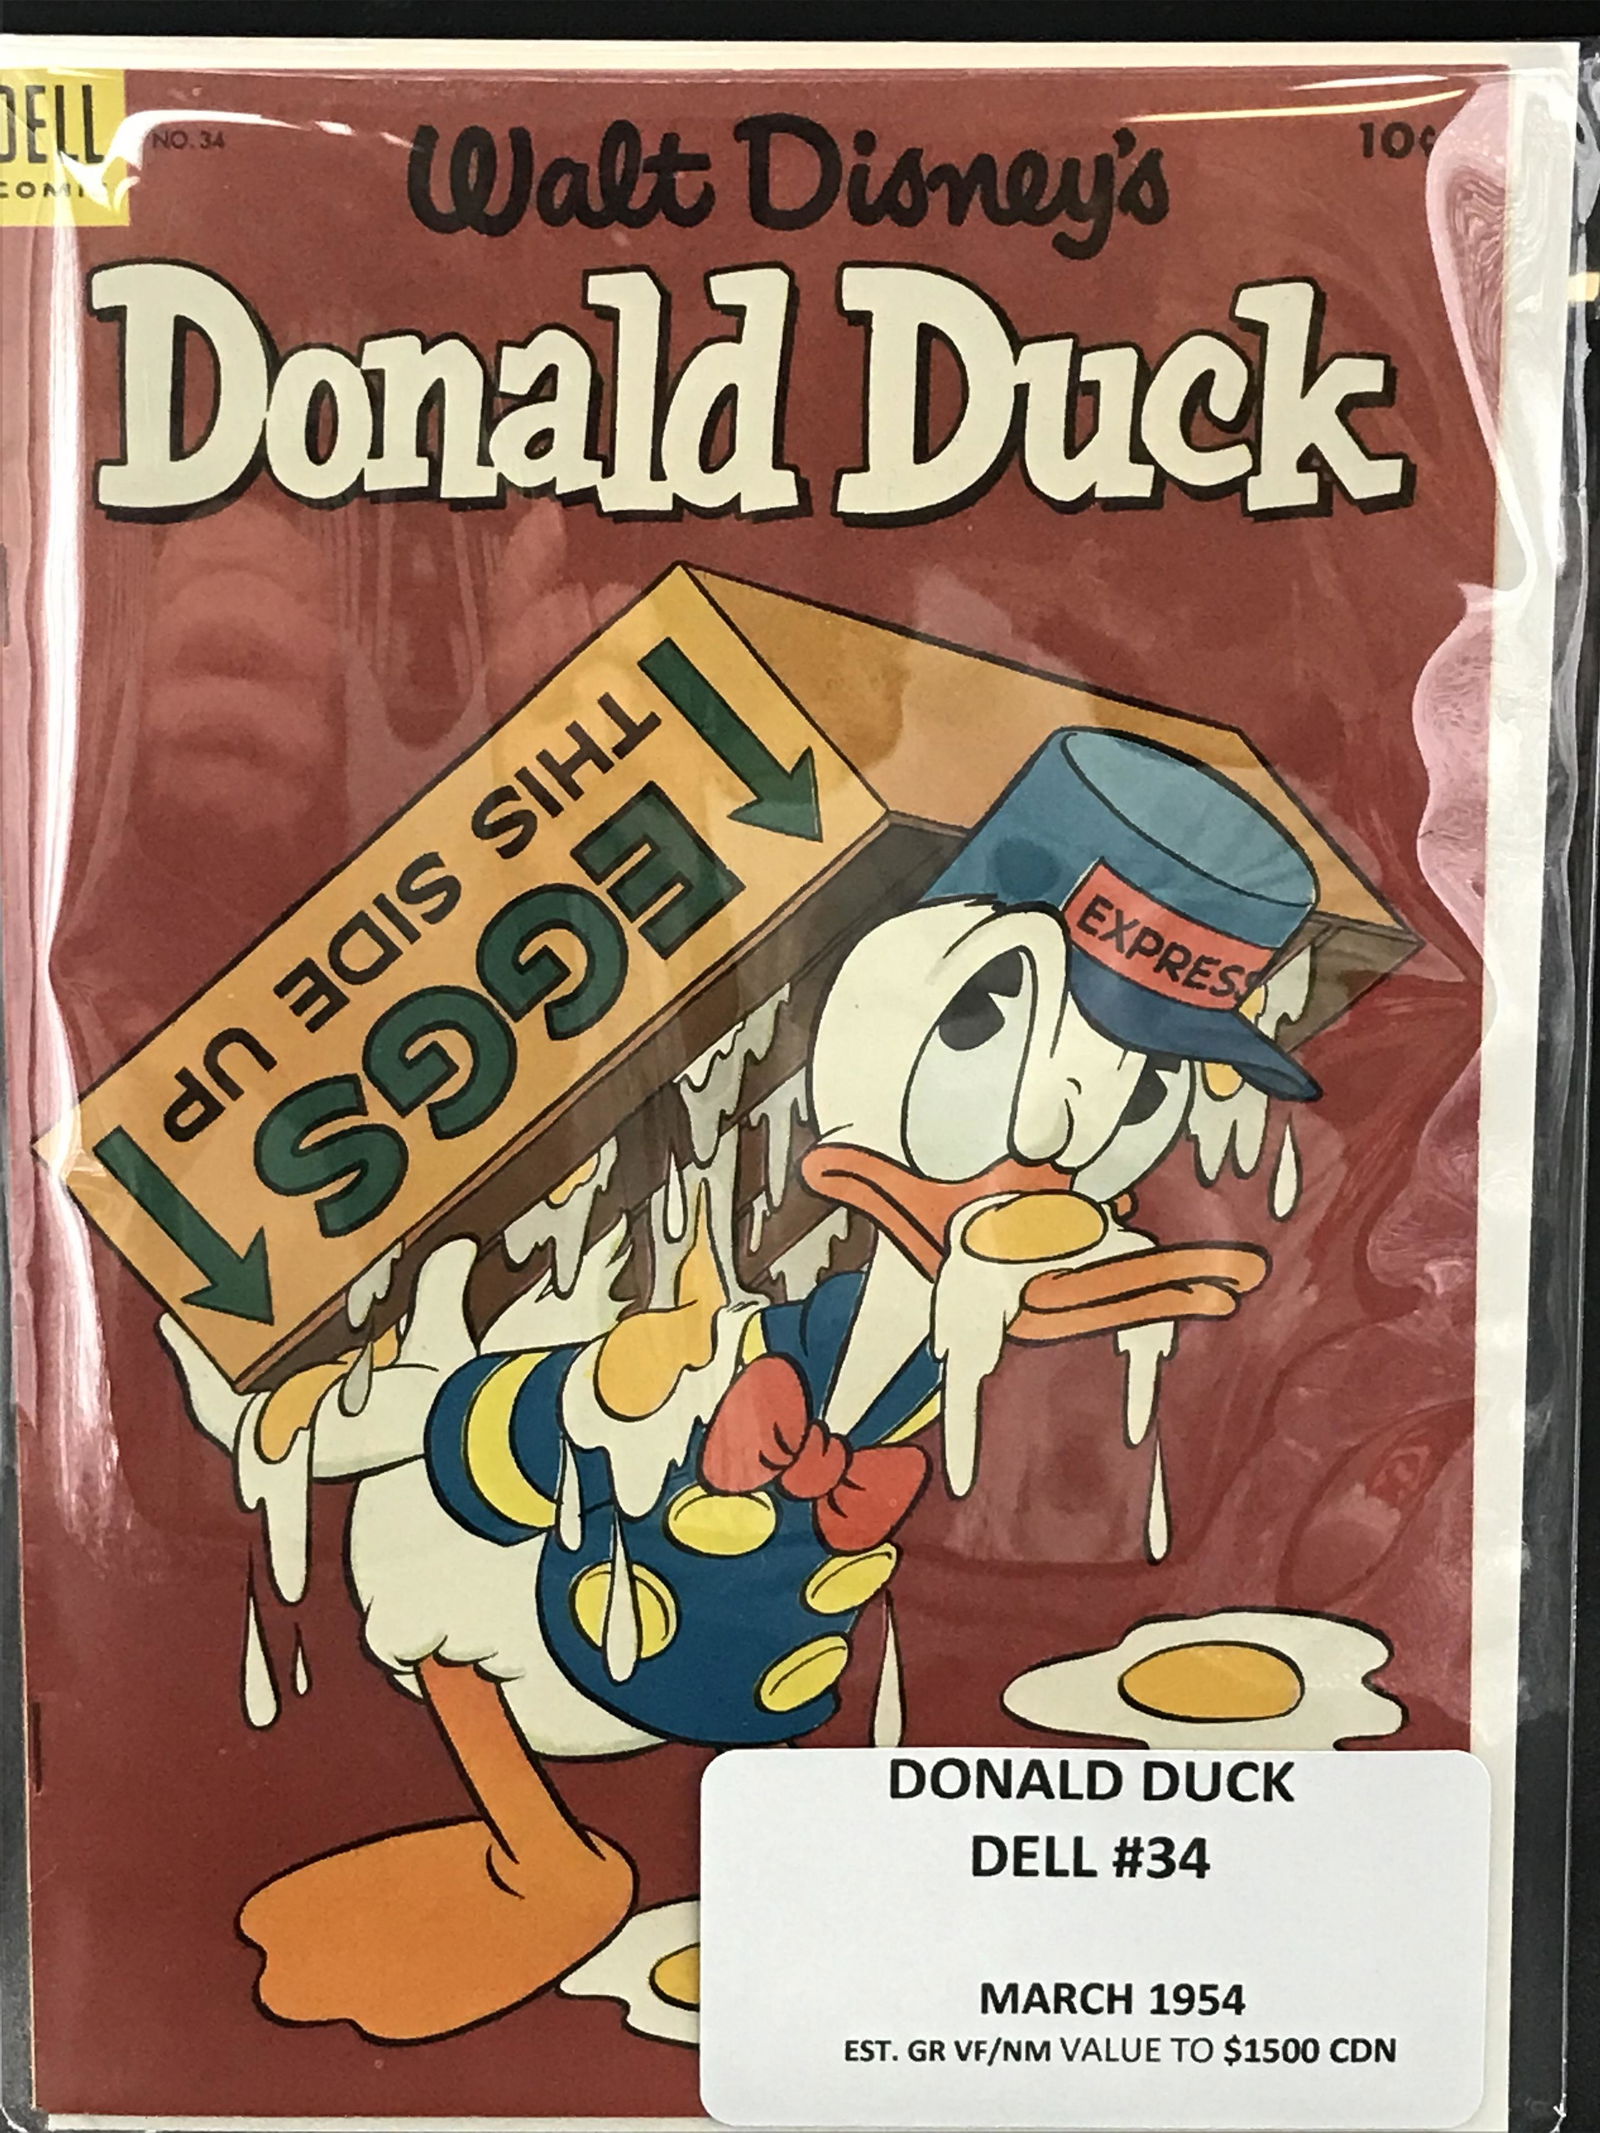 DELL
COMICS
NO. 34
10¢
Walt Disney's
Donald Duck
THIS SIDE UP
EGGS
EXPRESS
DONALD DUCK
DELL #34
MARCH 1954
EST. GR VF/NM VALUE TO $1500 CDN